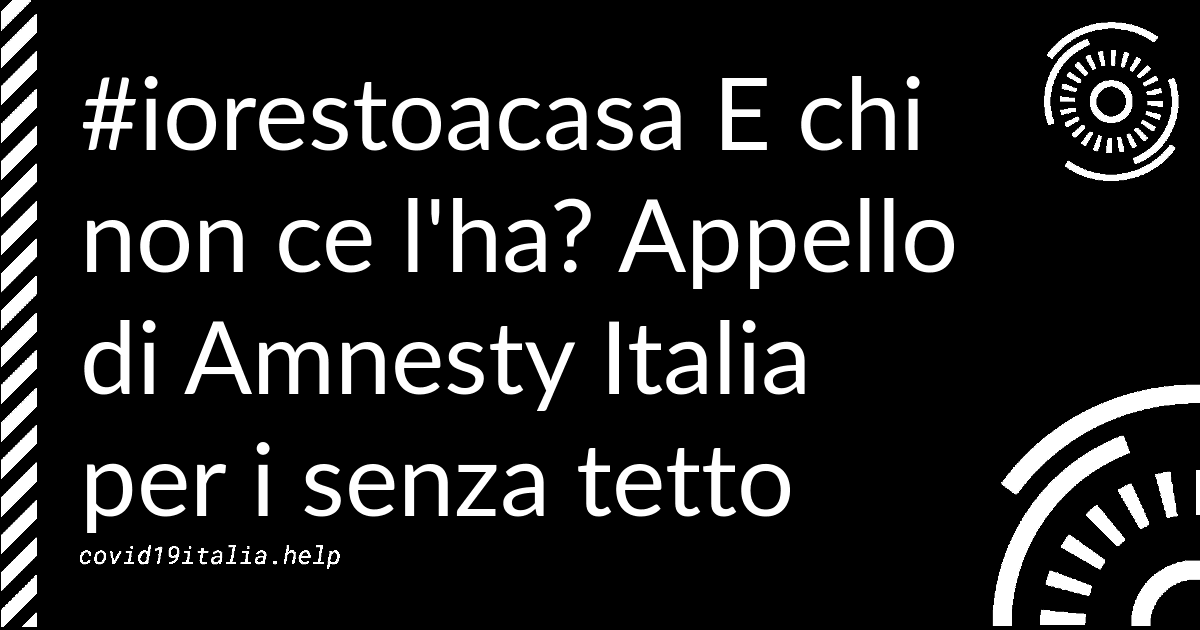 #iorestoacasa E chi
non ce l'ha? Appello
di Amnesty Italia
per i senza tetto
covid19italia.help